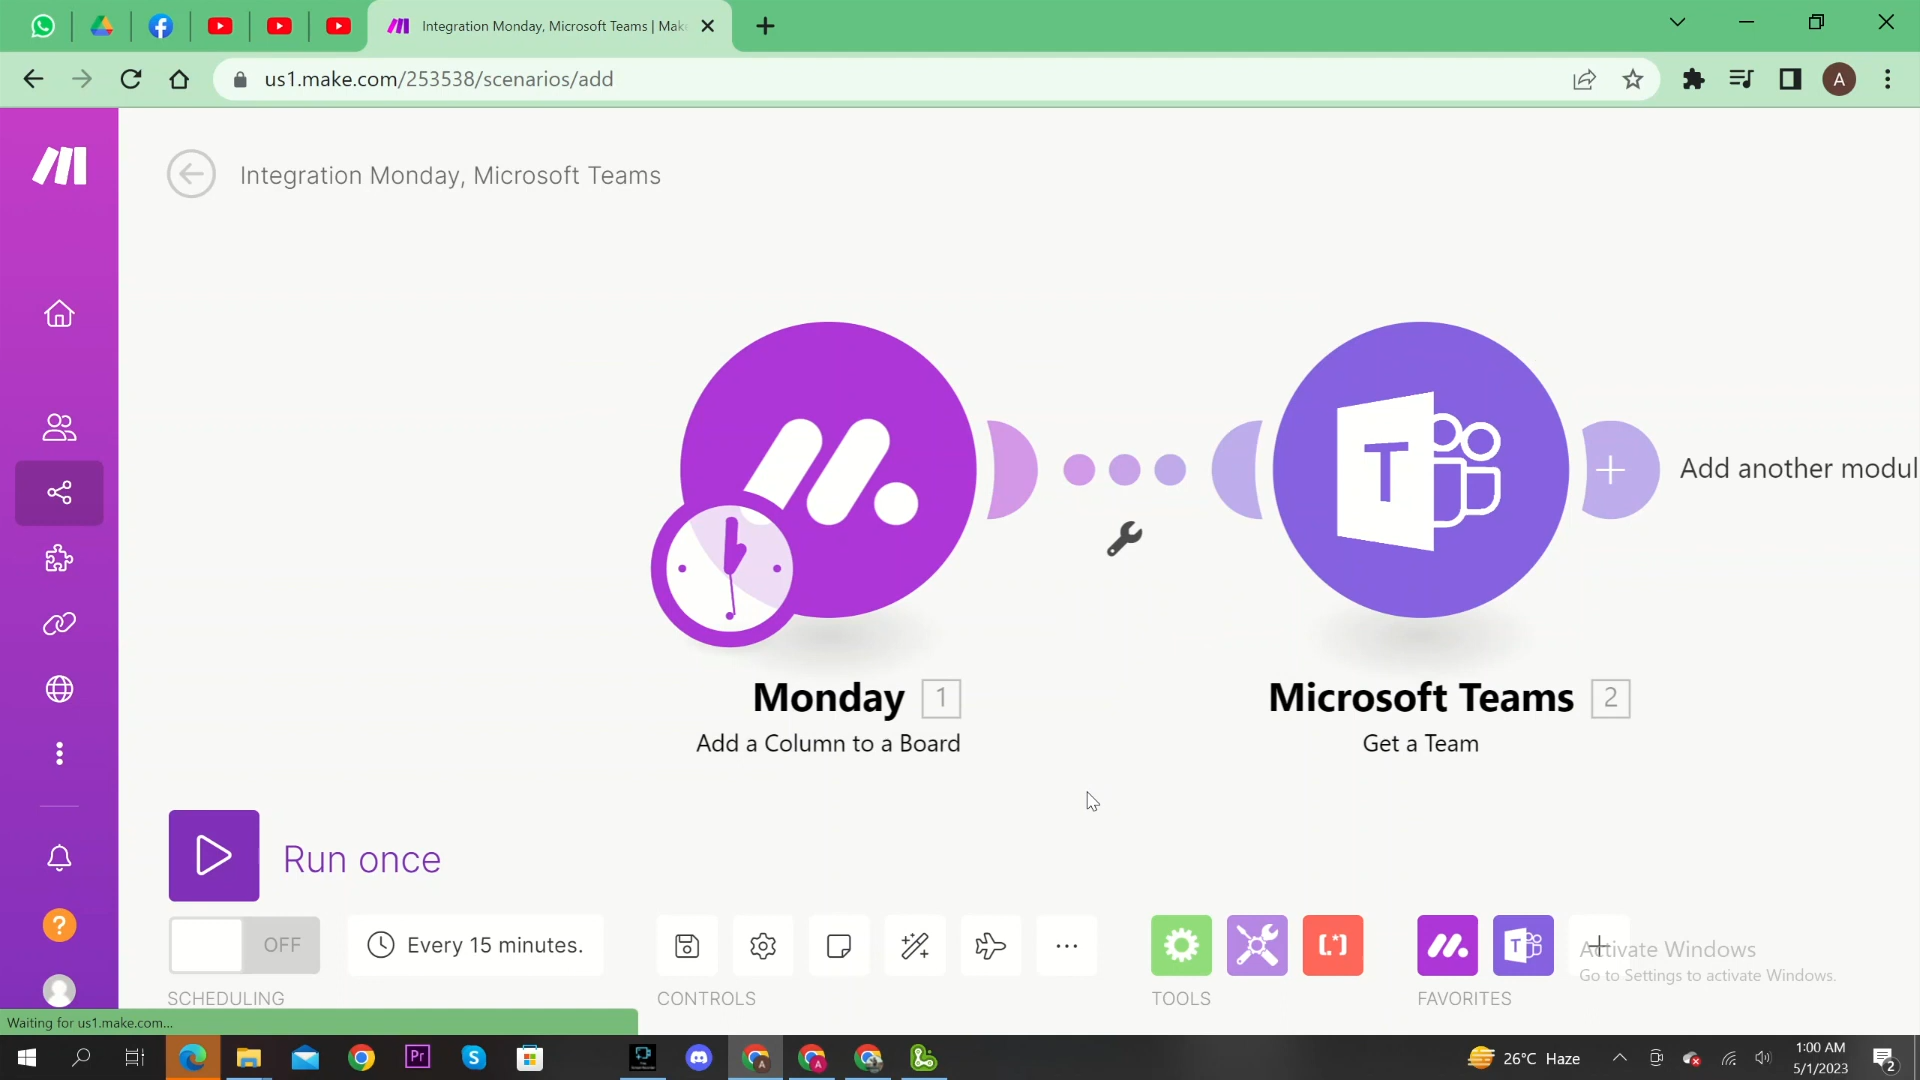 Integration Monday, Microsoft Teams | Make
us1.make.com/253538/scenarios/add
A
Integration Monday, Microsoft Teams
T
Add another modul
Monday 1
Microsoft Teams 2
Add a Column to a Board
Get a Team
Run once
OFF
Every 15 minutes.
Activate Windows
Go to Settings to activate Windows.
SCHEDULING
CONTROLS
TOOLS
FAVORITES
Waiting for us1.make.com...
26°C Haze
1:00 AM
5/1/2023
2